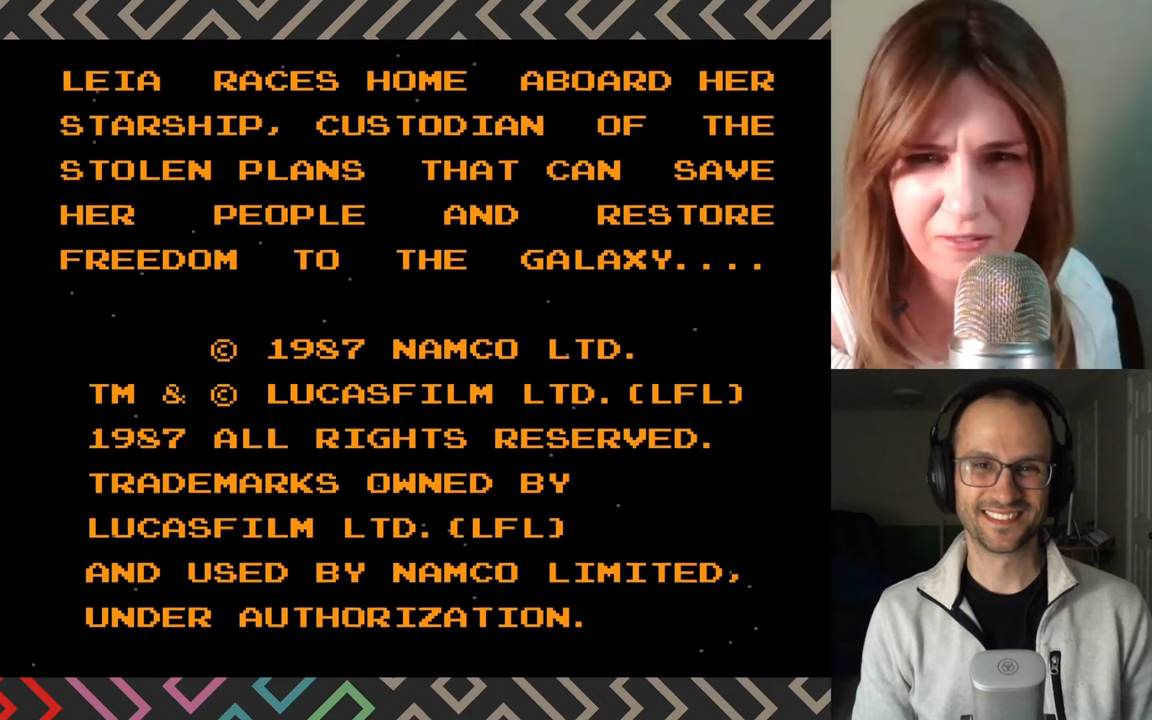 LEIA RACES HOME ABOARD HER
STARSHIP, CUSTODIAN OF THE
STOLEN PLANS THAT CAN SAVE
HER PEOPLE AND RESTORE
FREEDOM TO THE GALAXY....
© 1987 NAMCO LTD.
TM & © LUCASFILM LTD.(LFL)
1987 ALL RIGHTS RESERVED.
TRADEMARKS OWNED BY
LUCASFILM LTD.(LFL)
AND USED BY NAMCO LIMITED,
UNDER AUTHORIZATION.